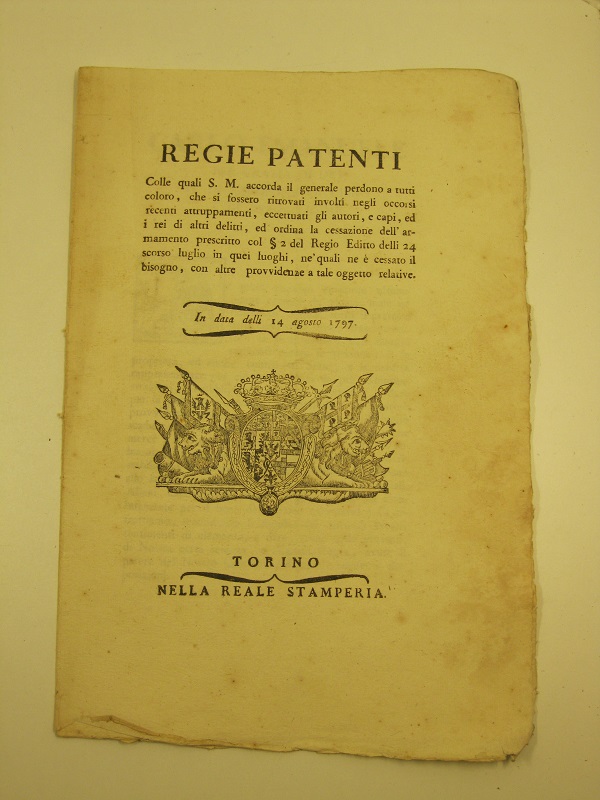 REGIE PATENTI
Colle quali S. M. accorda il generale perdono a tutti
coloro, che si fossero ritrovati involti negli occorsi
recenti attruppamenti, eccettuati gli autori, e capi, ed
i rei di altri delitti, ed ordina la cessazione dell'ar-
mamento prescritto col § 2 del Regio Editto delli 24
scorso luglio in quei luoghi, ne' quali ne è cessato il
bisogno, con altre provvidenze a tale oggetto relative.
In data delli 14 agosto 1797.
TORINO
NELLA REALE STAMPERIA.